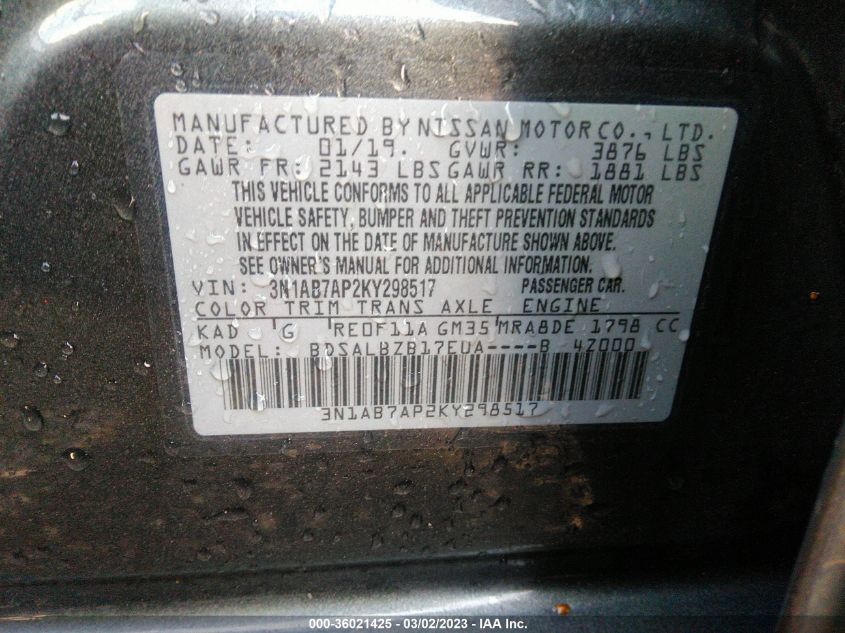 MANUFACTURED BY NISSAN MOTOR CO., LTD.
DATE: 01/19. GVWR: 3876 LBS
GAWR FR: 2143 LBS GAWR RR: 1881 LBS
THIS VEHICLE CONFORMS TO ALL APPLICABLE FEDERAL MOTOR
VEHICLE SAFETY, BUMPER AND THEFT PREVENTION STANDARDS
IN EFFECT ON THE DATE OF MANUFACTURE SHOWN ABOVE.
SEE OWNER'S MANUAL FOR ADDITIONAL INFORMATION.
VIN: 3N1AB7AP2KY298517 PASSENGER CAR.
COLOR TRIM TRANS AXLE ENGINE
KAD G RE0F11A GM35 MRA8DE 1798 CC
MODEL: BDSALBZB17EUA----B 4Z000
3N1AB7AP2KY298517
000-36021425 - 03/02/2023 - IAA Inc.